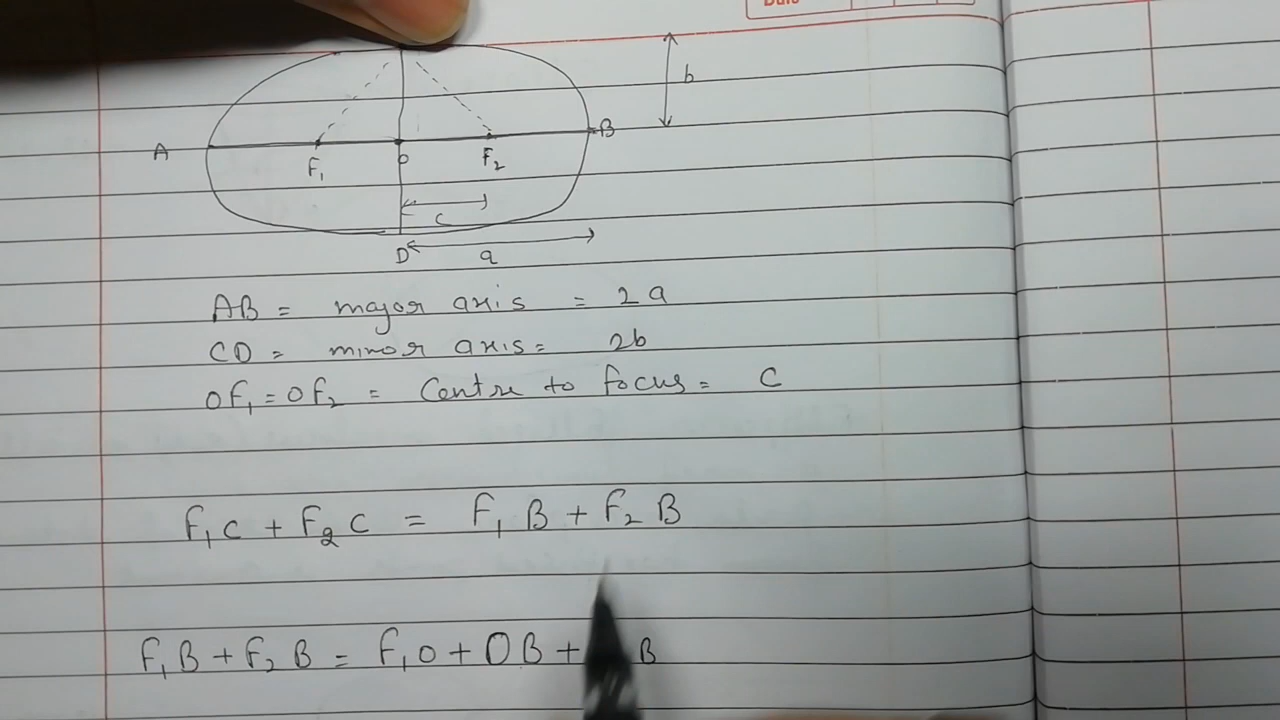 b
A
F₁
O
F₂
B
c
D
a
AB = major axis = 2a
CD = minor axis = 2b
OF₁ = OF₂ = Centre to focus = C
F₁C + F₂C = F₁B + F₂B
F₁B + F₂B = F₁O + OB + B